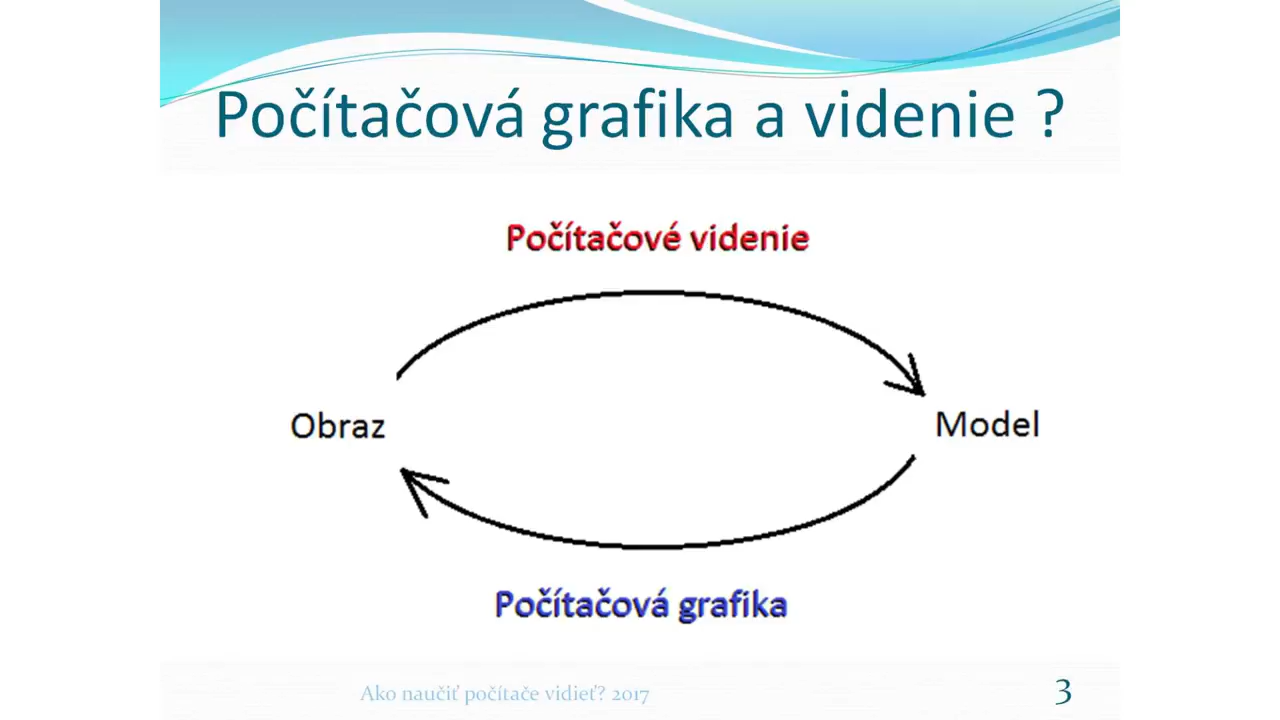 Počítačová grafika a videnie ?
Počítačové videnie
Obraz
Model
Počítačová grafika
Ako naučiť počítače vidieť? 2017
3